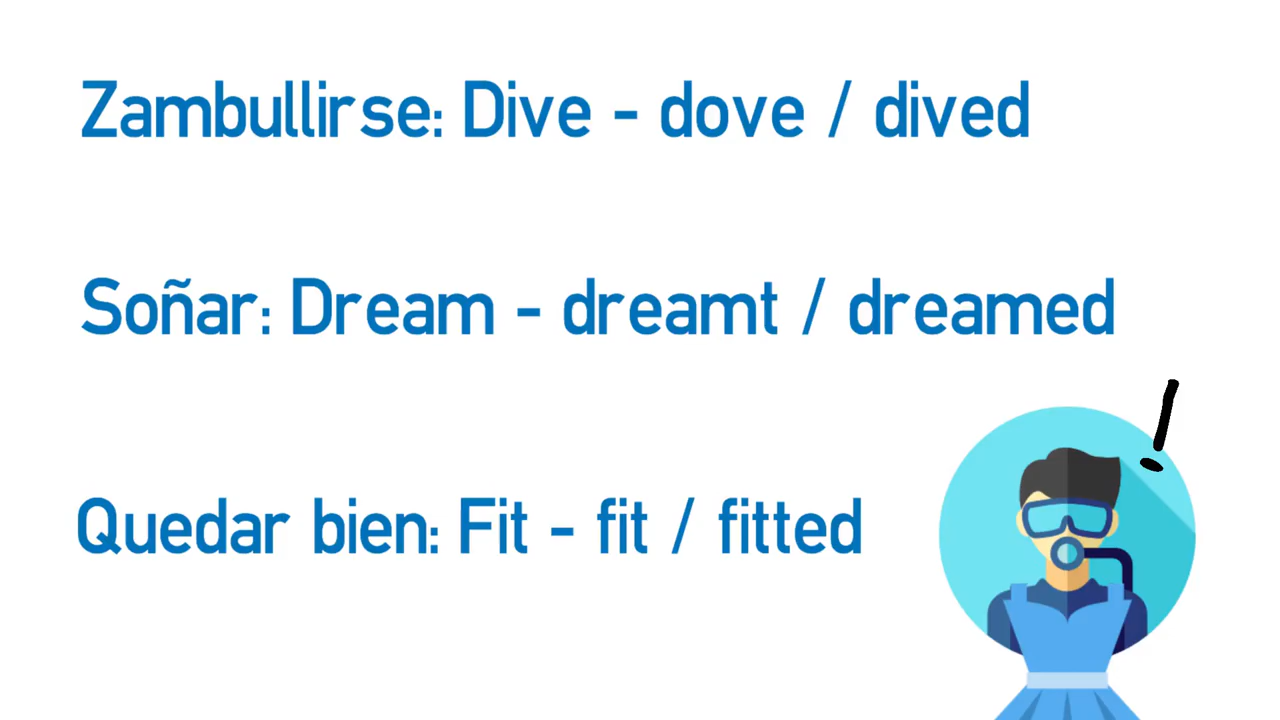 Zambullirse: Dive - dove / dived
Soñar: Dream - dreamt / dreamed
Quedar bien: Fit - fit / fitted
!